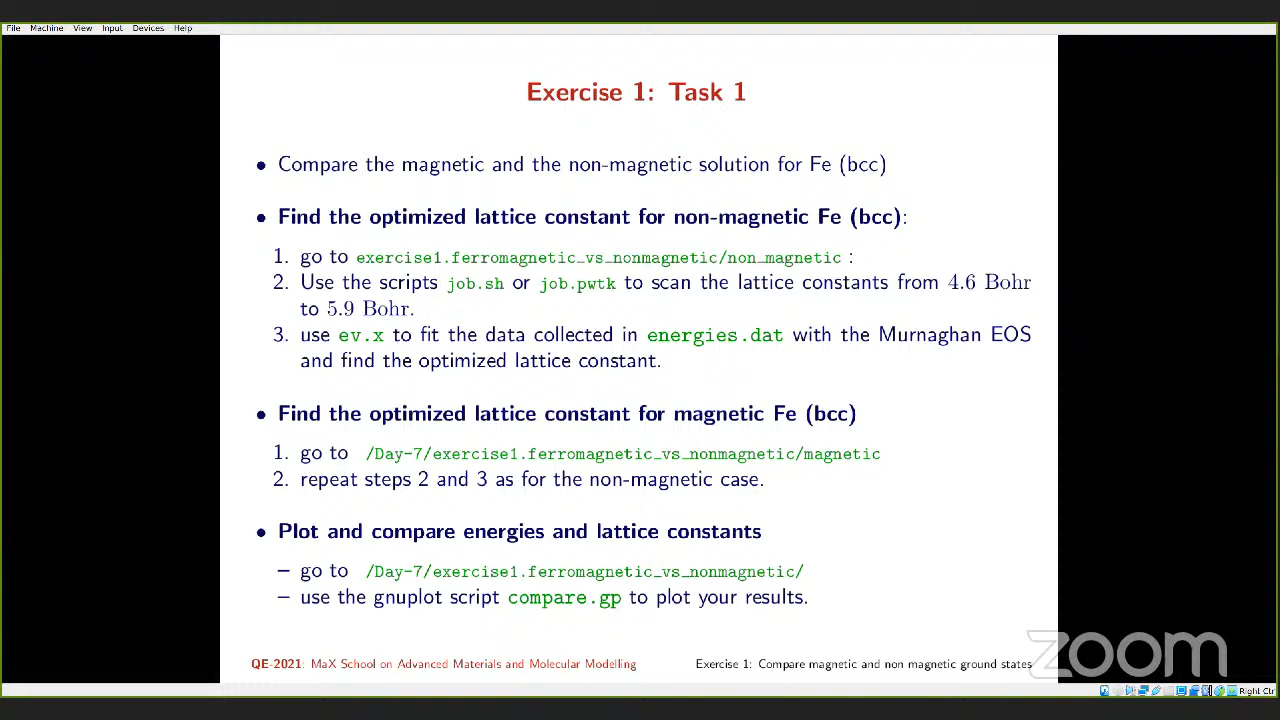 File Machine View Input Devices Help
Exercise 1: Task 1
• Compare the magnetic and the non-magnetic solution for Fe (bcc)
• Find the optimized lattice constant for non-magnetic Fe (bcc):
1. go to exercise1.ferromagnetic_vs_nonmagnetic/non_magnetic :
2. Use the scripts job.sh or job.pwtk to scan the lattice constants from 4.6 Bohr
to 5.9 Bohr.
3. use ev.x to fit the data collected in energies.dat with the Murnaghan EOS
and find the optimized lattice constant.
• Find the optimized lattice constant for magnetic Fe (bcc)
1. go to /Day-7/exercise1.ferromagnetic_vs_nonmagnetic/magnetic
2. repeat steps 2 and 3 as for the non-magnetic case.
• Plot and compare energies and lattice constants
– go to /Day-7/exercise1.ferromagnetic_vs_nonmagnetic/
– use the gnuplot script compare.gp to plot your results.
QE-2021: MaX School on Advanced Materials and Molecular Modelling
Exercise 1: Compare magnetic and non magnetic ground states
zoom
Right Ctr